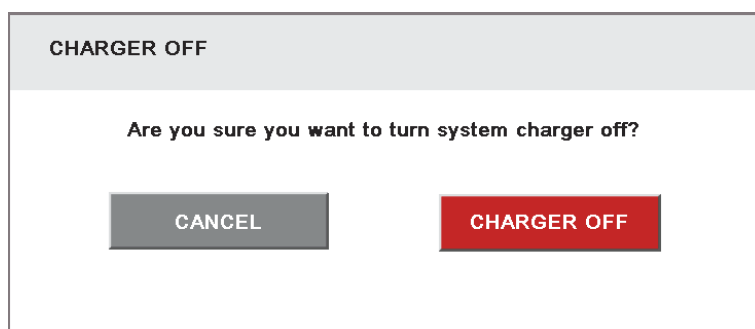 CHARGER OFF
Are you sure you want to turn system charger off?
CANCEL
CHARGER OFF